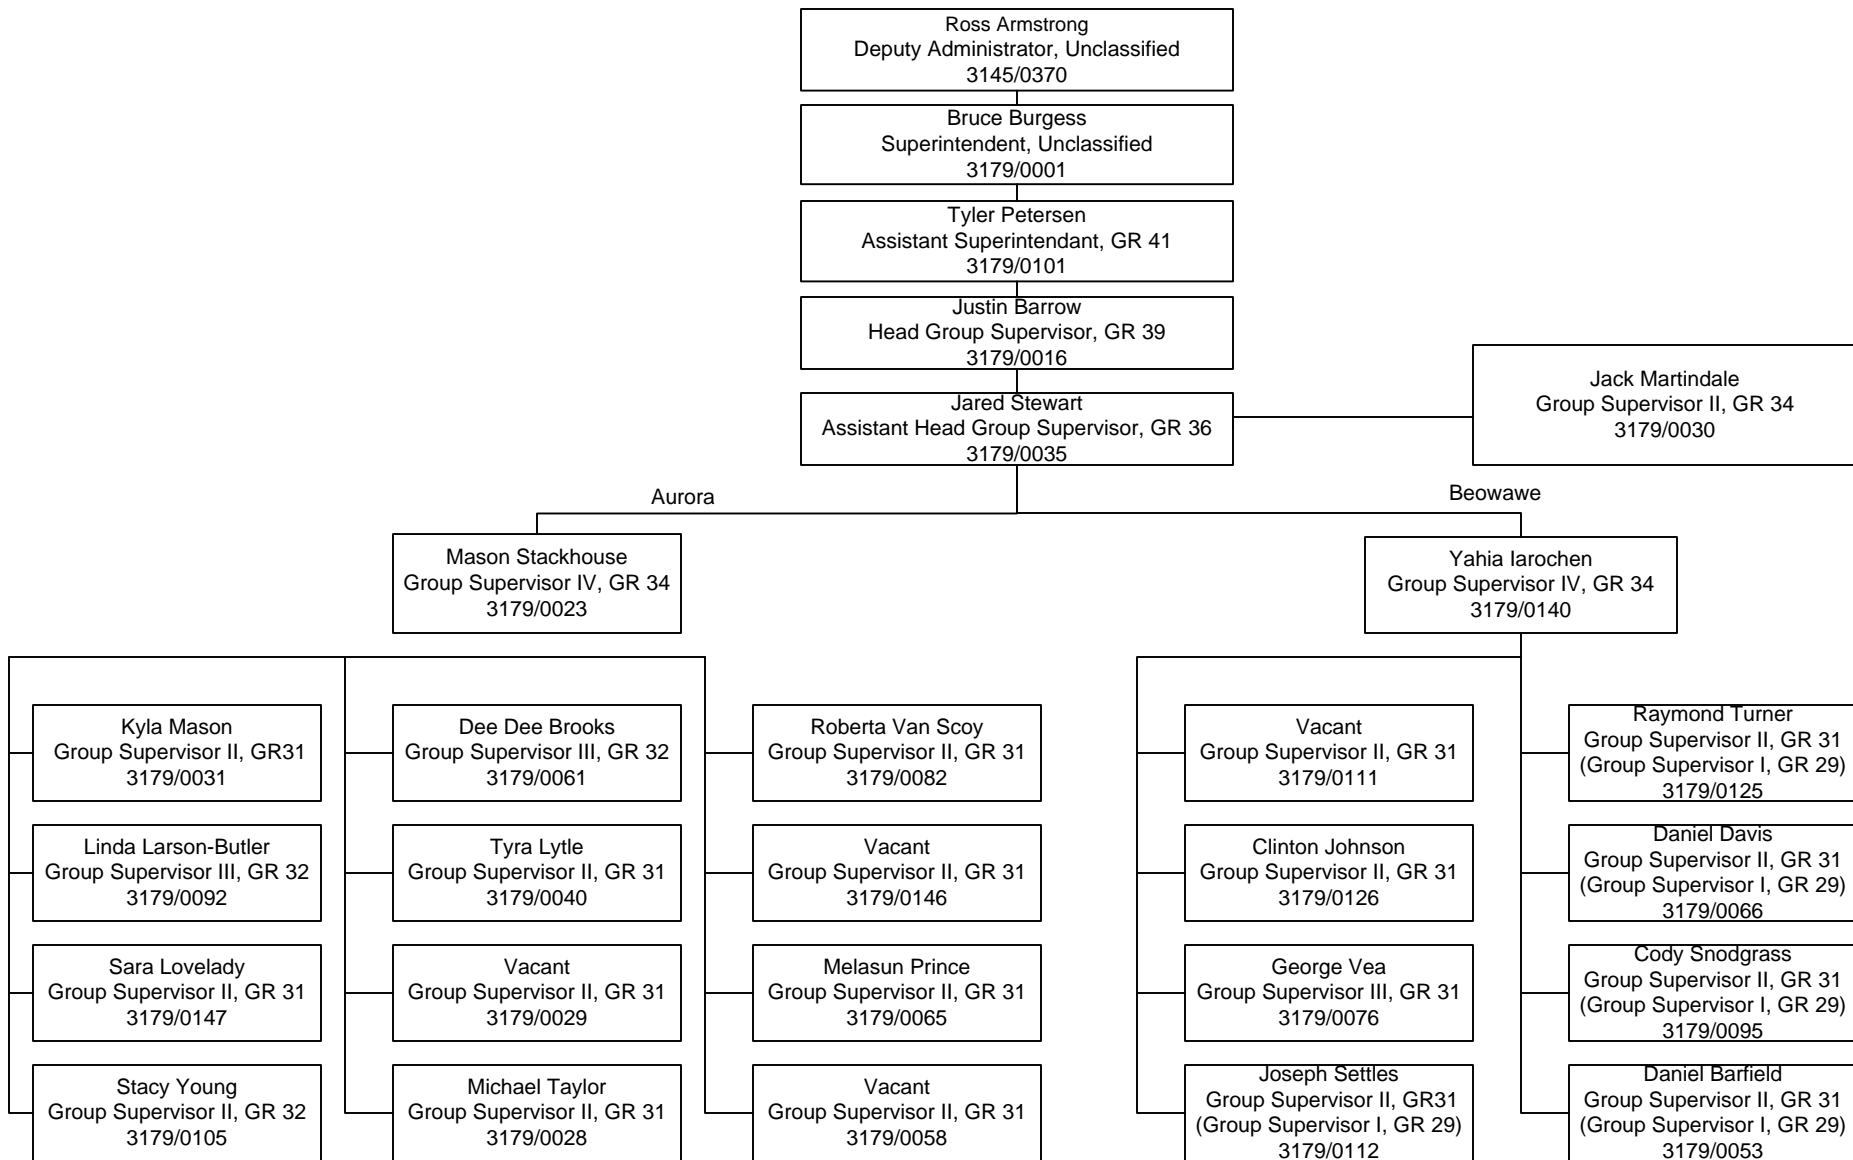 Ross Armstrong
Deputy Administrator, Unclassified
3145/0370
Bruce Burgess
Superintendent, Unclassified
3179/0001
Tyler Petersen
Assistant Superintendant, GR 41
3179/0101
Justin Barrow
Head Group Supervisor, GR 39
3179/0016
Jared Stewart
Assistant Head Group Supervisor, GR 36
3179/0035
Jack Martindale
Group Supervisor II, GR 34
3179/0030
Aurora
Beowawe
Mason Stackhouse
Group Supervisor IV, GR 34
3179/0023
Yahia Iarochen
Group Supervisor IV, GR 34
3179/0140
Kyla Mason
Group Supervisor II, GR31
3179/0031
Linda Larson-Butler
Group Supervisor III, GR 32
3179/0092
Sara Lovelady
Group Supervisor II, GR 31
3179/0147
Stacy Young
Group Supervisor II, GR 32
3179/0105
Dee Dee Brooks
Group Supervisor III, GR 32
3179/0061
Tyra Lytle
Group Supervisor II, GR 31
3179/0040
Vacant
Group Supervisor II, GR 31
3179/0029
Michael Taylor
Group Supervisor II, GR 31
3179/0028
Roberta Van Scoy
Group Supervisor II, GR 31
3179/0082
Vacant
Group Supervisor II, GR 31
3179/0146
Melasun Prince
Group Supervisor II, GR 31
3179/0065
Vacant
Group Supervisor II, GR 31
3179/0058
Vacant
Group Supervisor II, GR 31
3179/0111
Clinton Johnson
Group Supervisor II, GR 31
3179/0126
George Vea
Group Supervisor III, GR 31
3179/0076
Joseph Settles
Group Supervisor II, GR31
(Group Supervisor I, GR 29)
3179/0112
Raymond Turner
Group Supervisor II, GR 31
(Group Supervisor I, GR 29)
3179/0125
Daniel Davis
Group Supervisor II, GR 31
(Group Supervisor I, GR 29)
3179/0066
Cody Snodgrass
Group Supervisor II, GR 31
(Group Supervisor I, GR 29)
3179/0095
Daniel Barfield
Group Supervisor II, GR 31
(Group Supervisor I, GR 29)
3179/0053